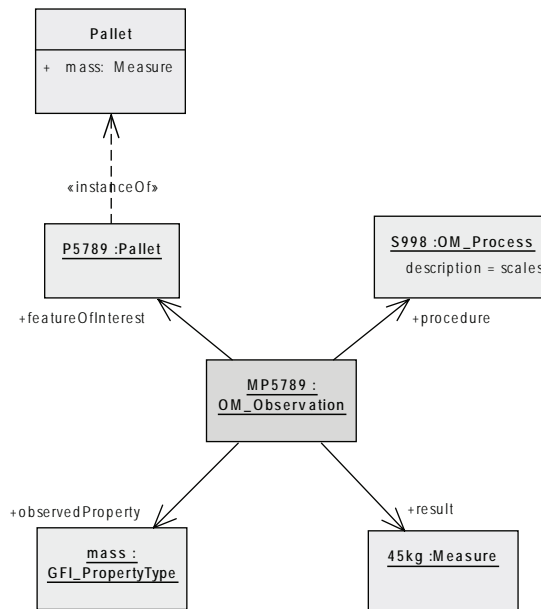 Pallet
+ mass: Measure
«instanceOf»
P5789 :Pallet
S998 :OM_Process
description = scales
+featureOfInterest
+procedure
MP5789 :
OM_Observation
+observedProperty
+result
mass :
GFI_PropertyType
45kg :Measure